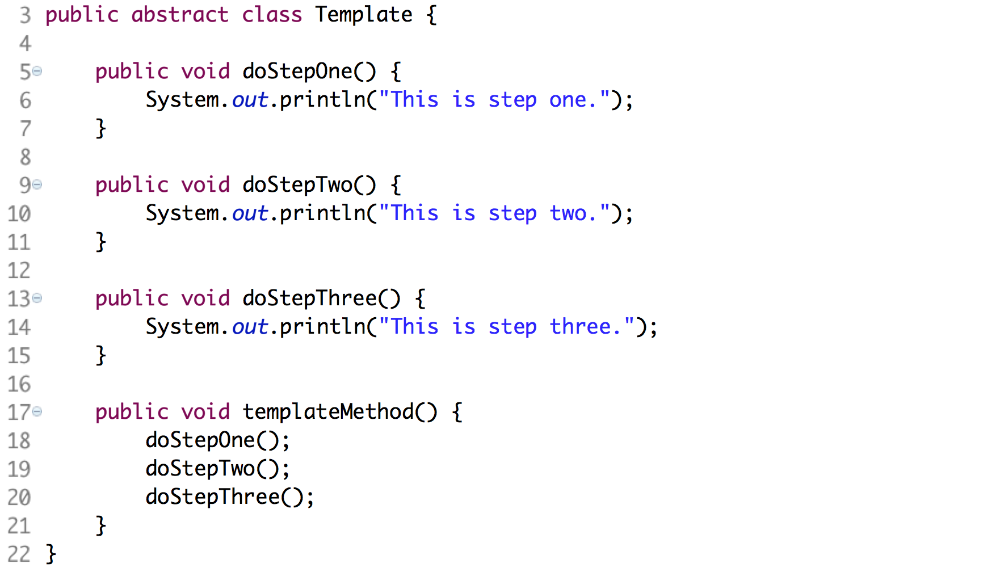 3 public abstract class Template {
4
5 public void doStepOne() {
6 System.out.println("This is step one.");
7 }
8
9 public void doStepTwo() {
10 System.out.println("This is step two.");
11 }
12
13 public void doStepThree() {
14 System.out.println("This is step three.");
15 }
16
17 public void templateMethod() {
18 doStepOne();
19 doStepTwo();
20 doStepThree();
21 }
22 }